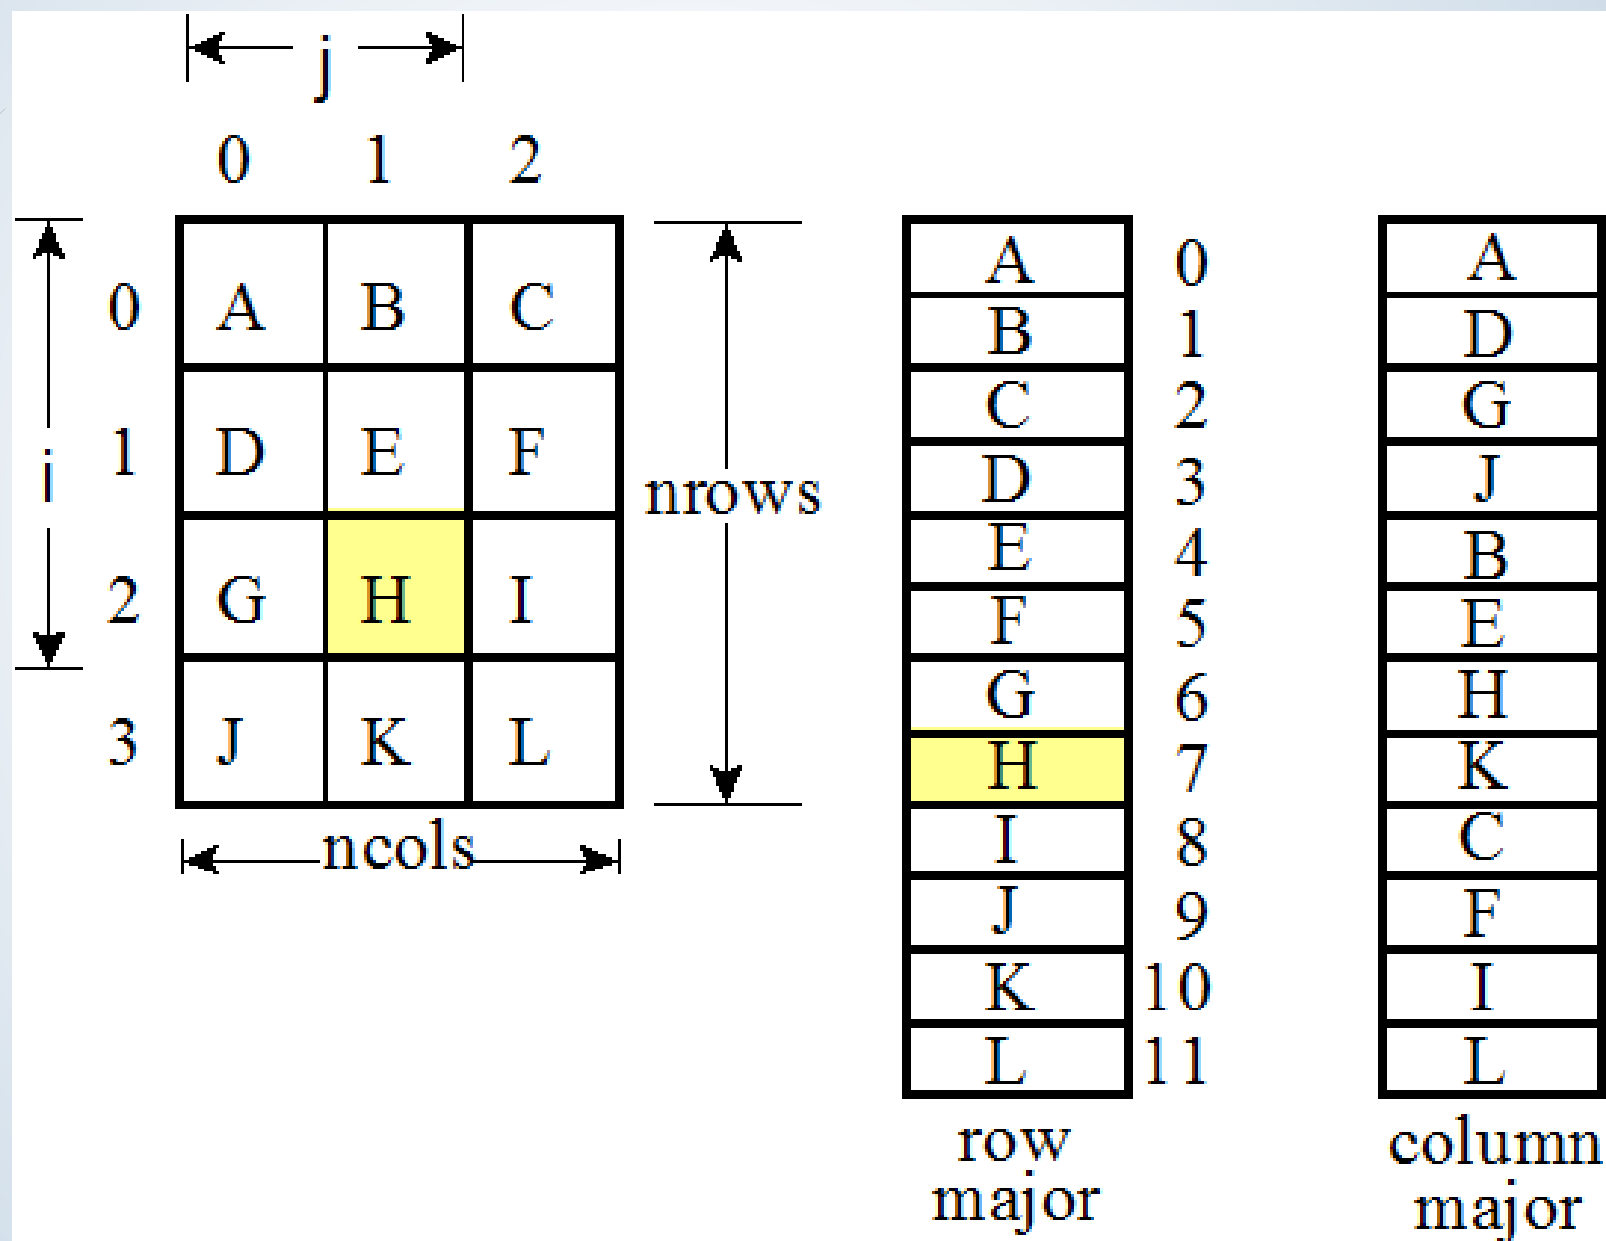 j
0 1 2
i
0 A B C
1 D E F
2 G H I
3 J K L
nrows
ncols
A 0
B 1
C 2
D 3
E 4
F 5
G 6
H 7
I 8
J 9
K 10
L 11
row
major
A
D
G
J
B
E
H
K
C
F
I
L
column
major